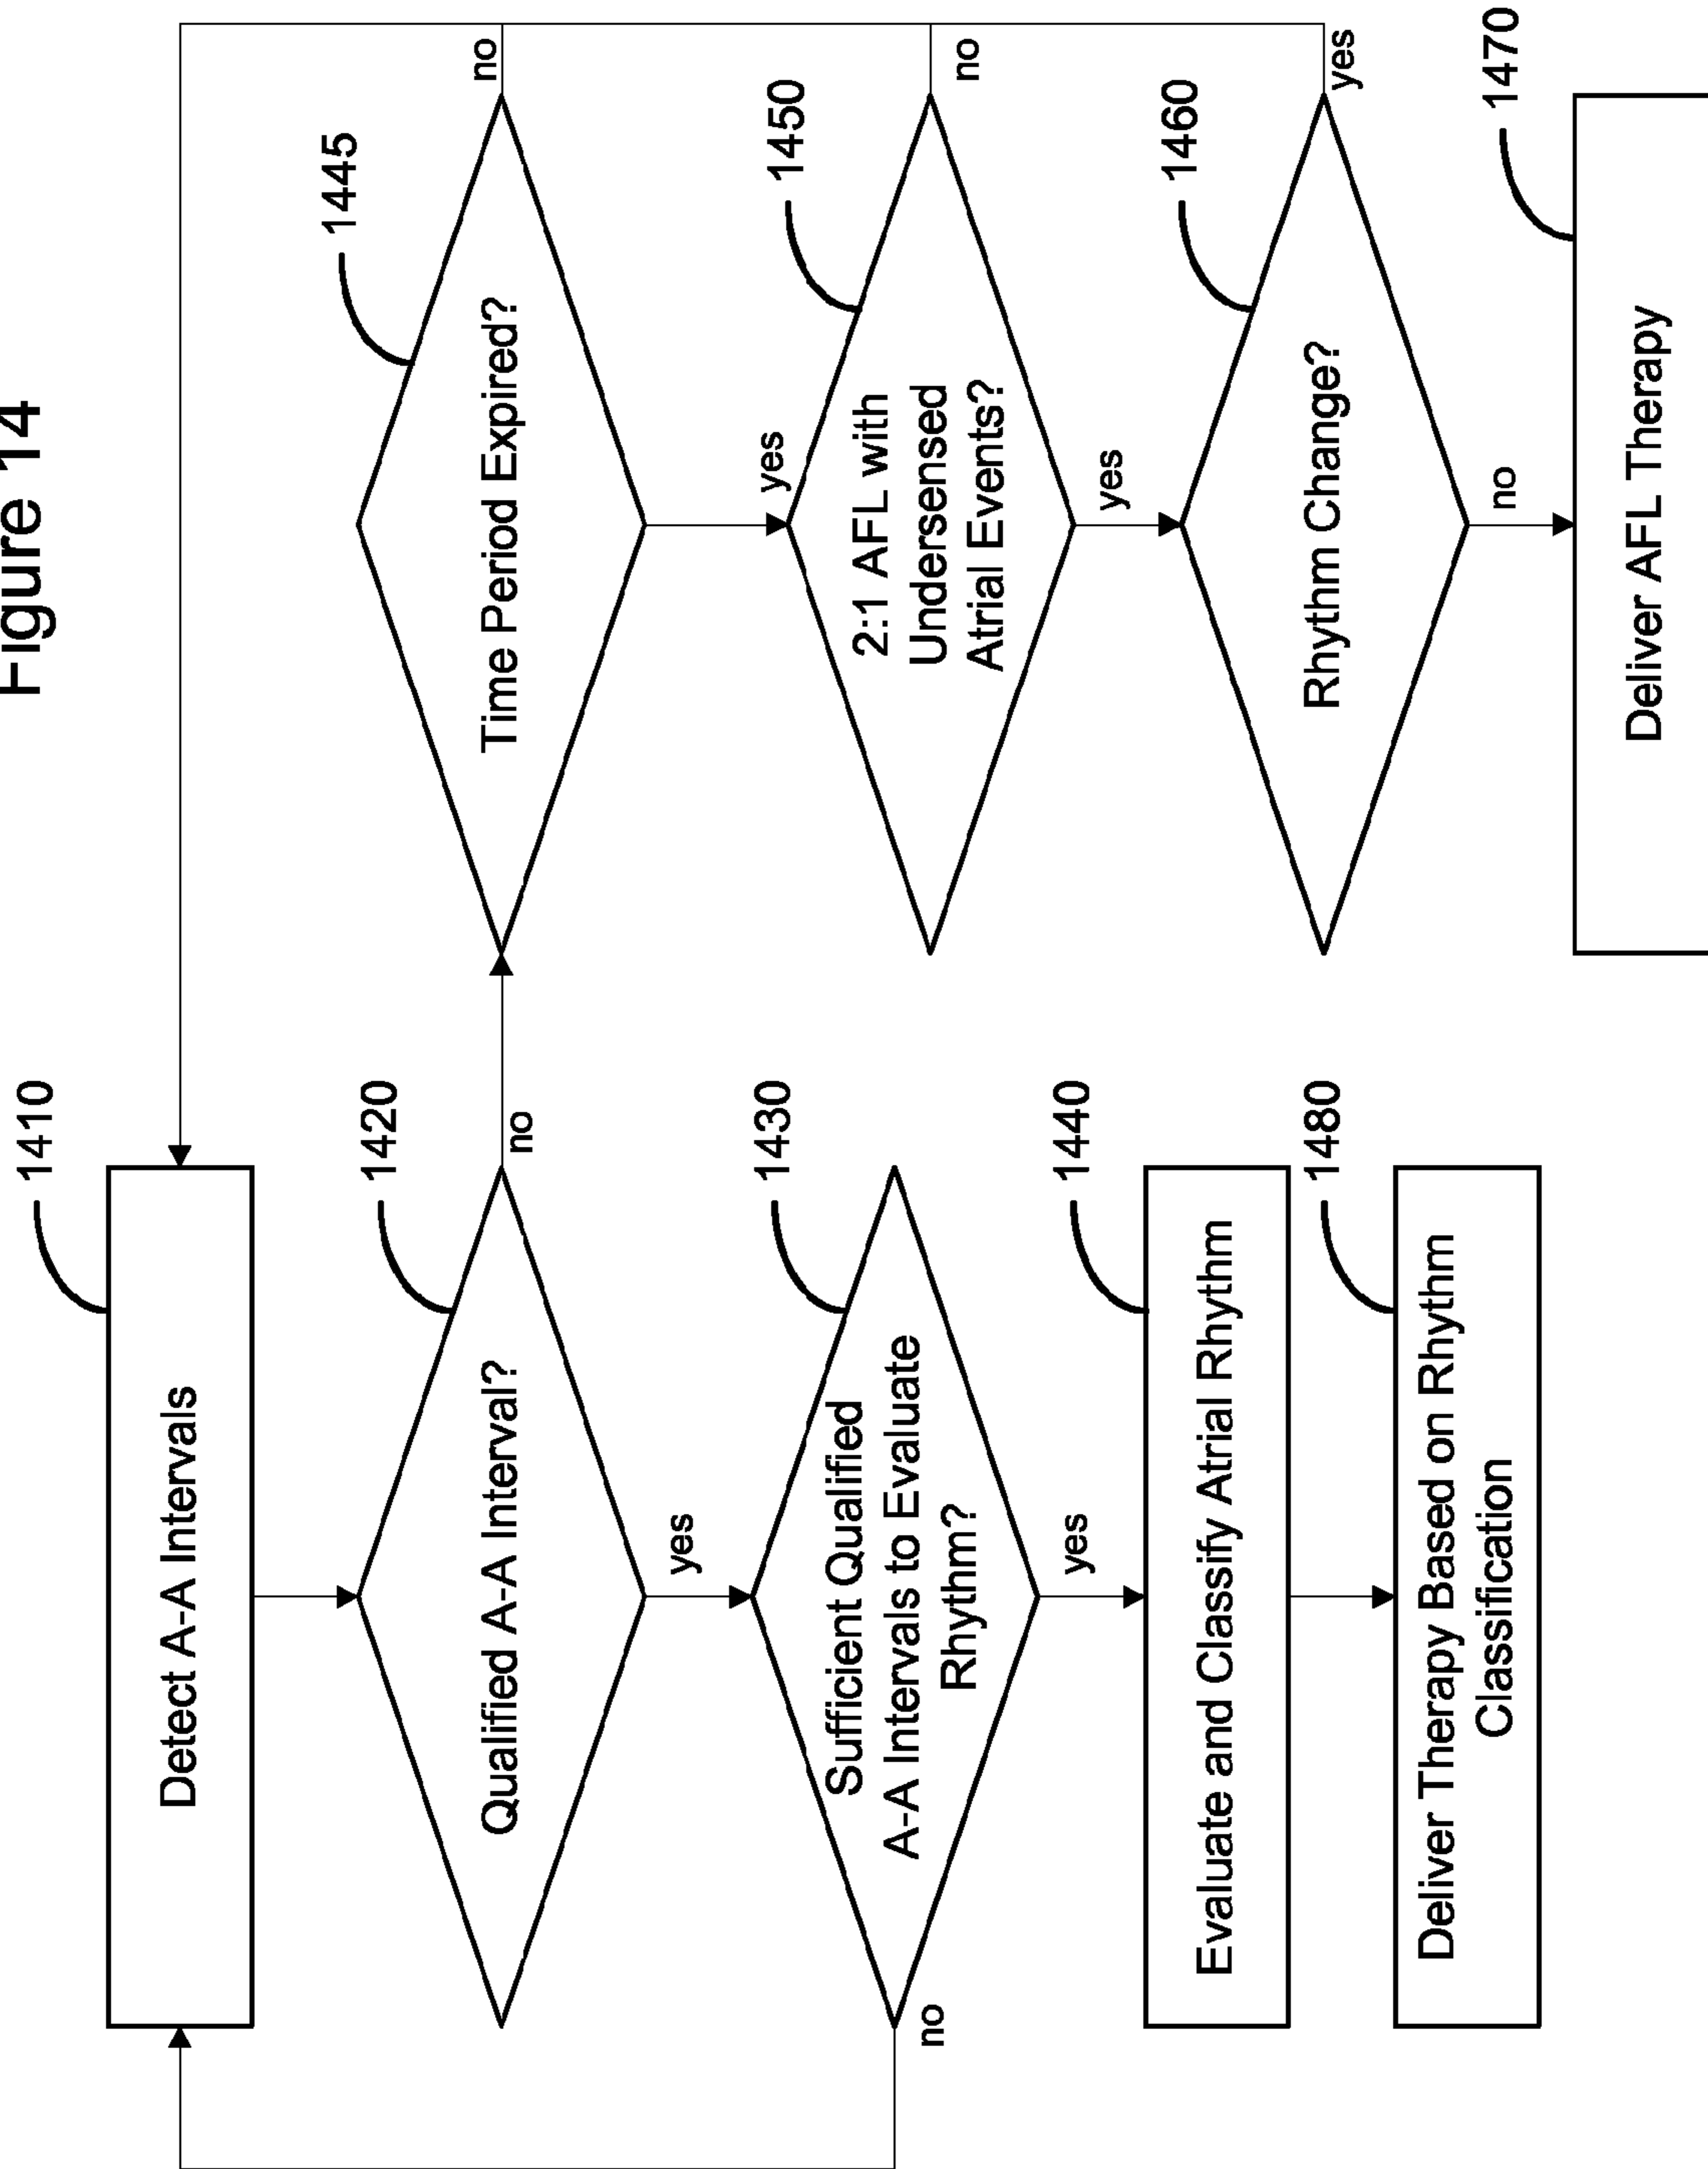 Figure 14
1410
Detect A-A Intervals
1420
Qualified A-A Interval?
no
yes
1430
Sufficient Qualified
A-A Intervals to Evaluate
Rhythm?
no
yes
1440
Evaluate and Classify Atrial Rhythm
1480
Deliver Therapy Based on Rhythm
Classification
1445
Time Period Expired?
no
yes
1450
2:1 AFL with
Undersensed
Atrial Events?
no
yes
1460
Rhythm Change?
yes
no
1470
Deliver AFL Therapy